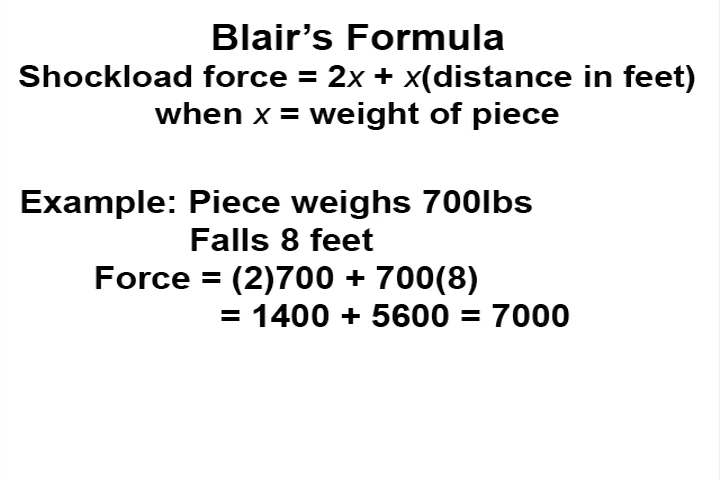 Blair’s Formula
Shockload force = 2x + x(distance in feet)
when x = weight of piece
Example: Piece weighs 700lbs
Falls 8 feet
Force = (2)700 + 700(8)
= 1400 + 5600 = 7000